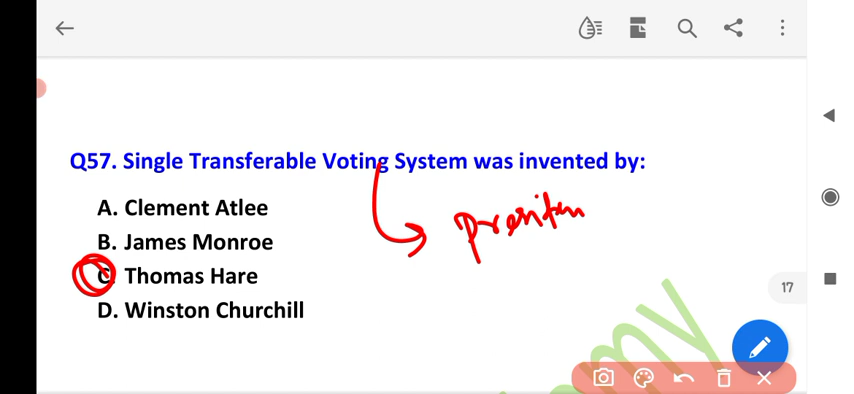 Q57. Single Transferable Voting System was invented by:
A. Clement Atlee
B. James Monroe
C. Thomas Hare
D. Winston Churchill
17